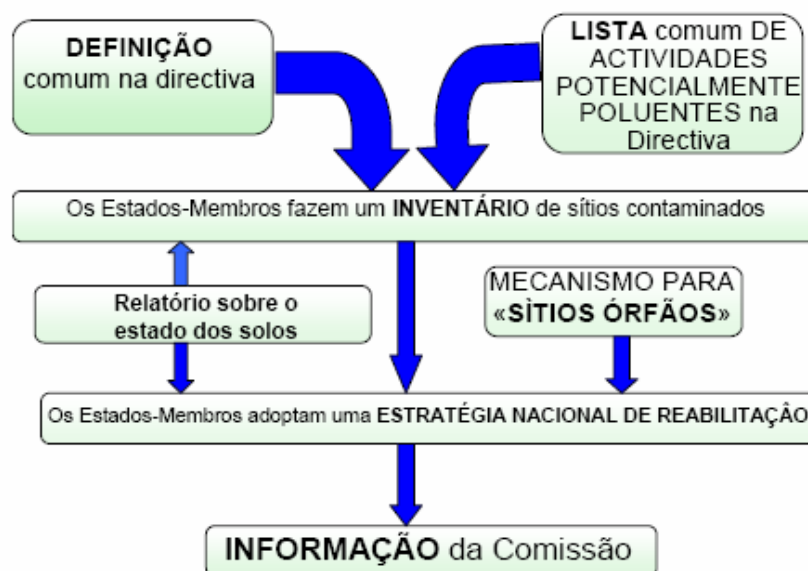 DEFINIÇÃO
comum na directiva
LISTA comum DE
ACTIVIDADES
POTENCIALMENTE
POLUENTES na
Directiva
Os Estados-Membros fazem um INVENTÁRIO de sítios contaminados
Relatório sobre o
estado dos solos
MECANISMO PARA
«SÌTIOS ÓRFÃOS»
Os Estados-Membros adoptam uma ESTRATÉGIA NACIONAL DE REABILITAÇÂO
INFORMAÇÃO da Comissão